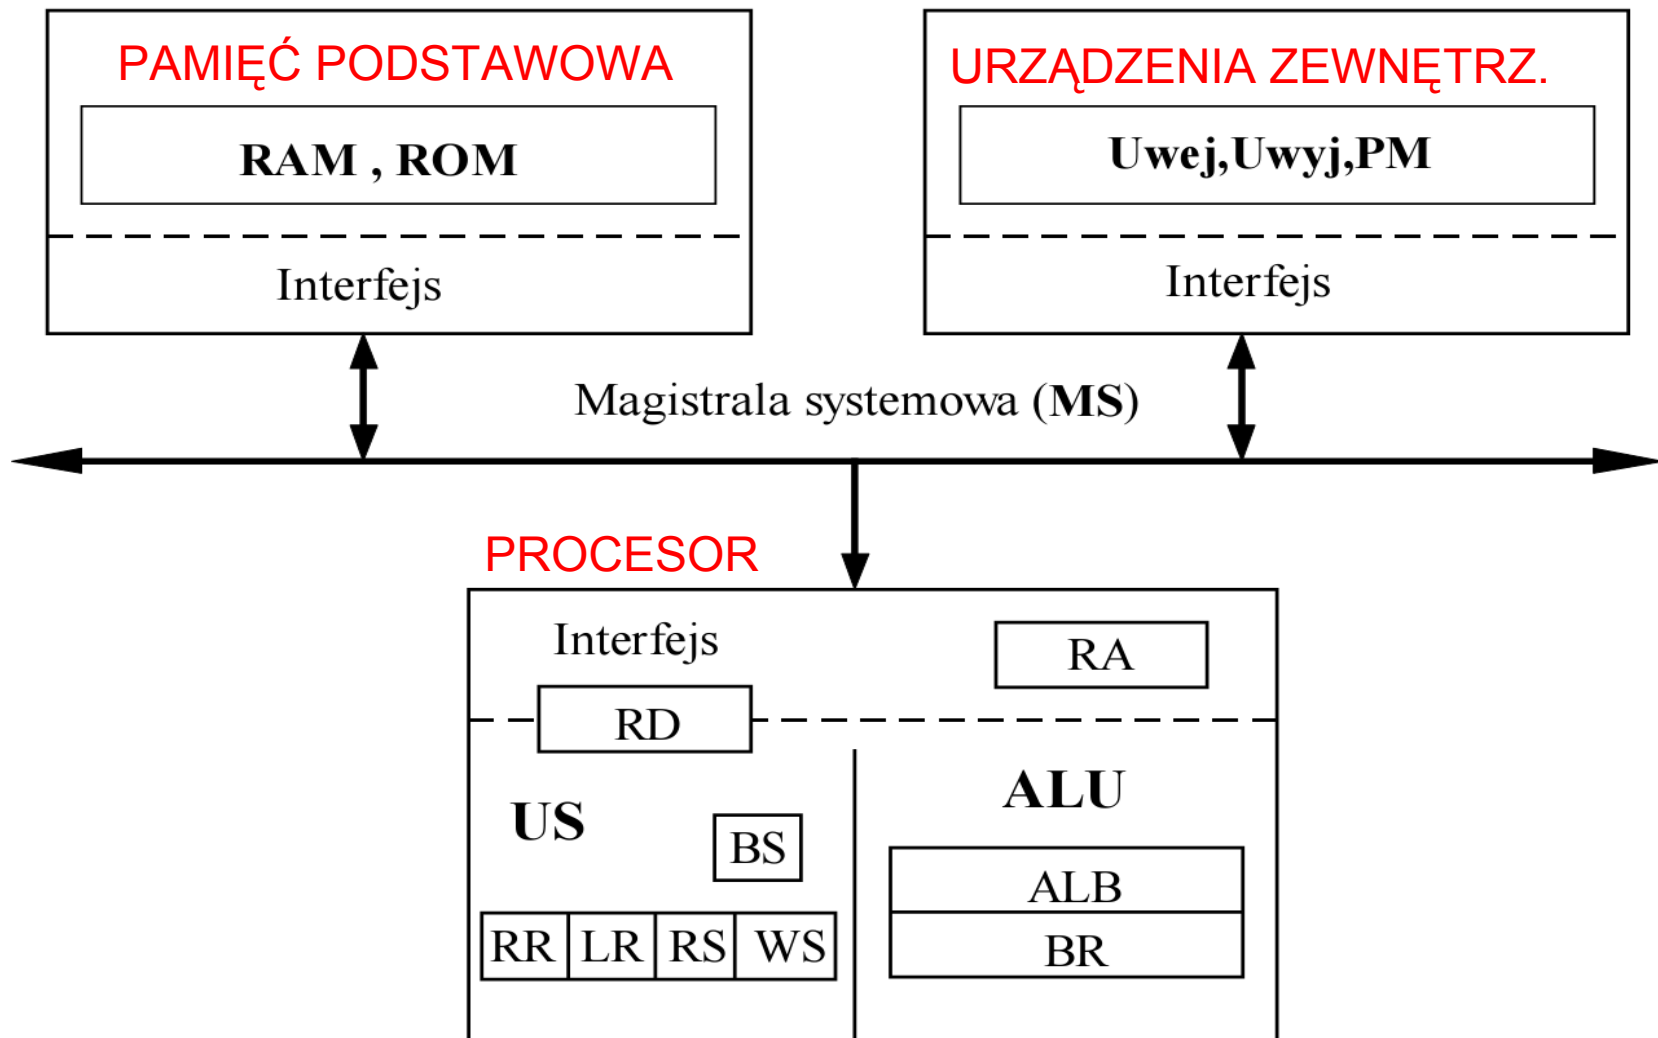 PAMIĘĆ PODSTAWOWA
RAM , ROM
Interfejs
URZĄDZENIA ZEWNĘTRZ.
Uwej,Uwyj,PM
Interfejs
Magistrala systemowa (MS)
PROCESOR
Interfejs
RA
RD
US
BS
RR LR RS WS
ALU
ALB
BR